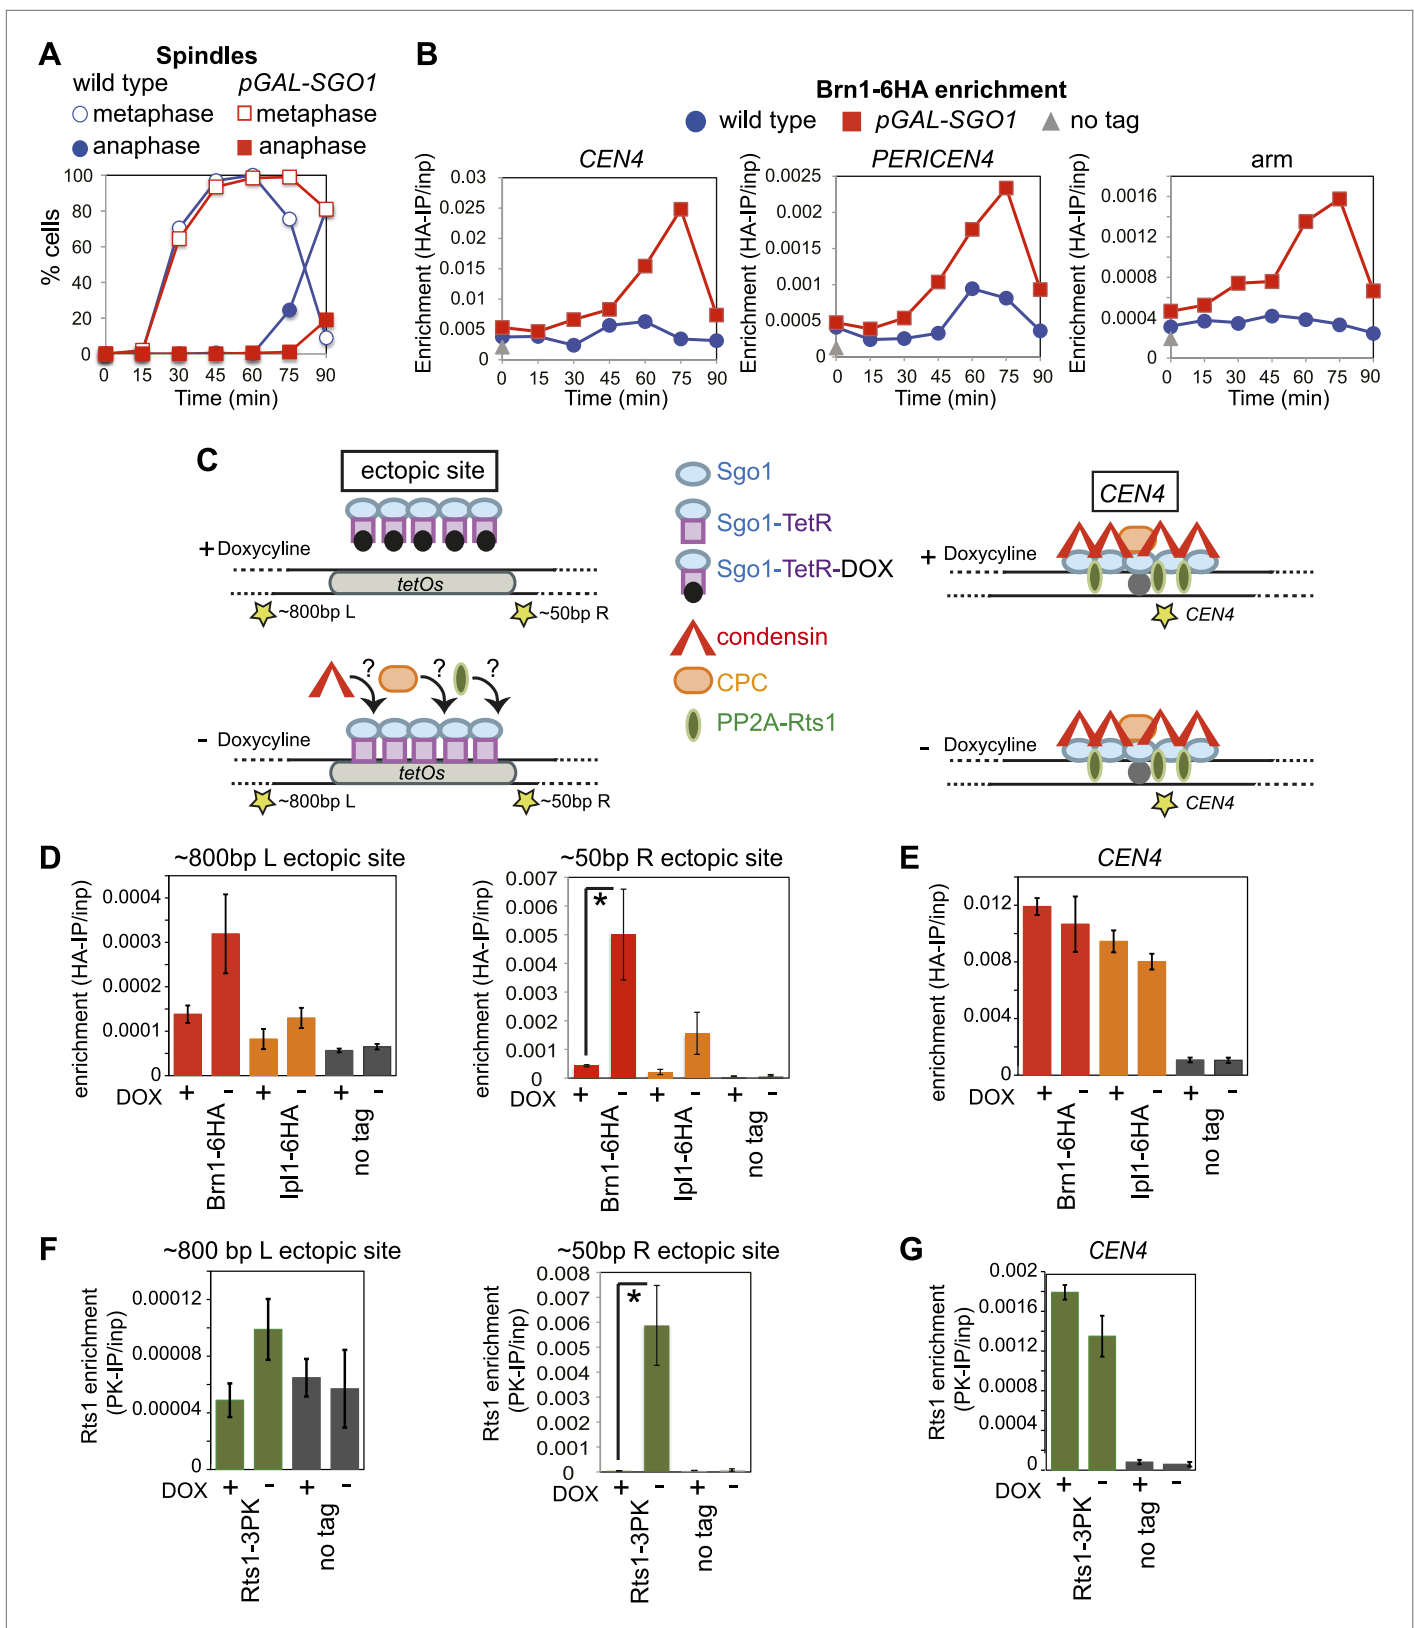 A
Spindles
wild type pGAL-SGO1
metaphase metaphase
anaphase anaphase
% cells
100
80
60
40
20
0
0 15 30 45 60 75 90
Time (min)
B
Brn1-6HA enrichment
wild type pGAL-SGO1 no tag
CEN4
Enrichment (HA-IP/inp)
0.03
0.025
0.02
0.015
0.01
0.005
0
0 15 30 45 60 75 90
Time (min)
PERICEN4
Enrichment (HA-IP/inp)
0.0025
0.002
0.0015
0.001
0.0005
0
0 15 30 45 60 75 90
Time (min)
arm
Enrichment (HA-IP/inp)
0.0016
0.0012
0.0008
0.0004
0
0 15 30 45 60 75 90
Time (min)
C
ectopic site
+ Doxycyline
tetOs
~800bp L ~50bp R
? ? ?
- Doxycyline
tetOs
~800bp L ~50bp R
Sgo1
Sgo1-TetR
Sgo1-TetR-DOX
condensin
CPC
PP2A-Rts1
CEN4
+ Doxycyline
CEN4
- Doxycyline
CEN4
D
~800bp L ectopic site
enrichment (HA-IP/inp)
0.0004
0.0003
0.0002
0.0001
0
DOX + - + - + -
Brn1-6HA Ipl1-6HA no tag
~50bp R ectopic site
enrichment (HA-IP/inp)
0.007
0.006
0.005
0.004
0.003
0.002
0.001
0
*
DOX + - + - + -
Brn1-6HA Ipl1-6HA no tag
E
CEN4
enrichment (HA-IP/inp)
0.012
0.008
0.004
0
DOX + - + - + -
Brn1-6HA Ipl1-6HA no tag
F
~800 bp L ectopic site
Rts1 enrichment
(PK-IP/inp)
0.00012
0.00008
0.00004
0
DOX + - + -
Rts1-3PK no tag
~50bp R ectopic site
Rts1 enrichment
(PK-IP/inp)
0.008
0.007
0.006
0.005
0.004
0.003
0.002
0.001
0
*
DOX + - + -
Rts1-3PK no tag
G
CEN4
Rts1 enrichment
(PK-IP/inp)
0.002
0.0016
0.0012
0.0008
0.0004
0
DOX + - + -
Rts1-3PK no tag